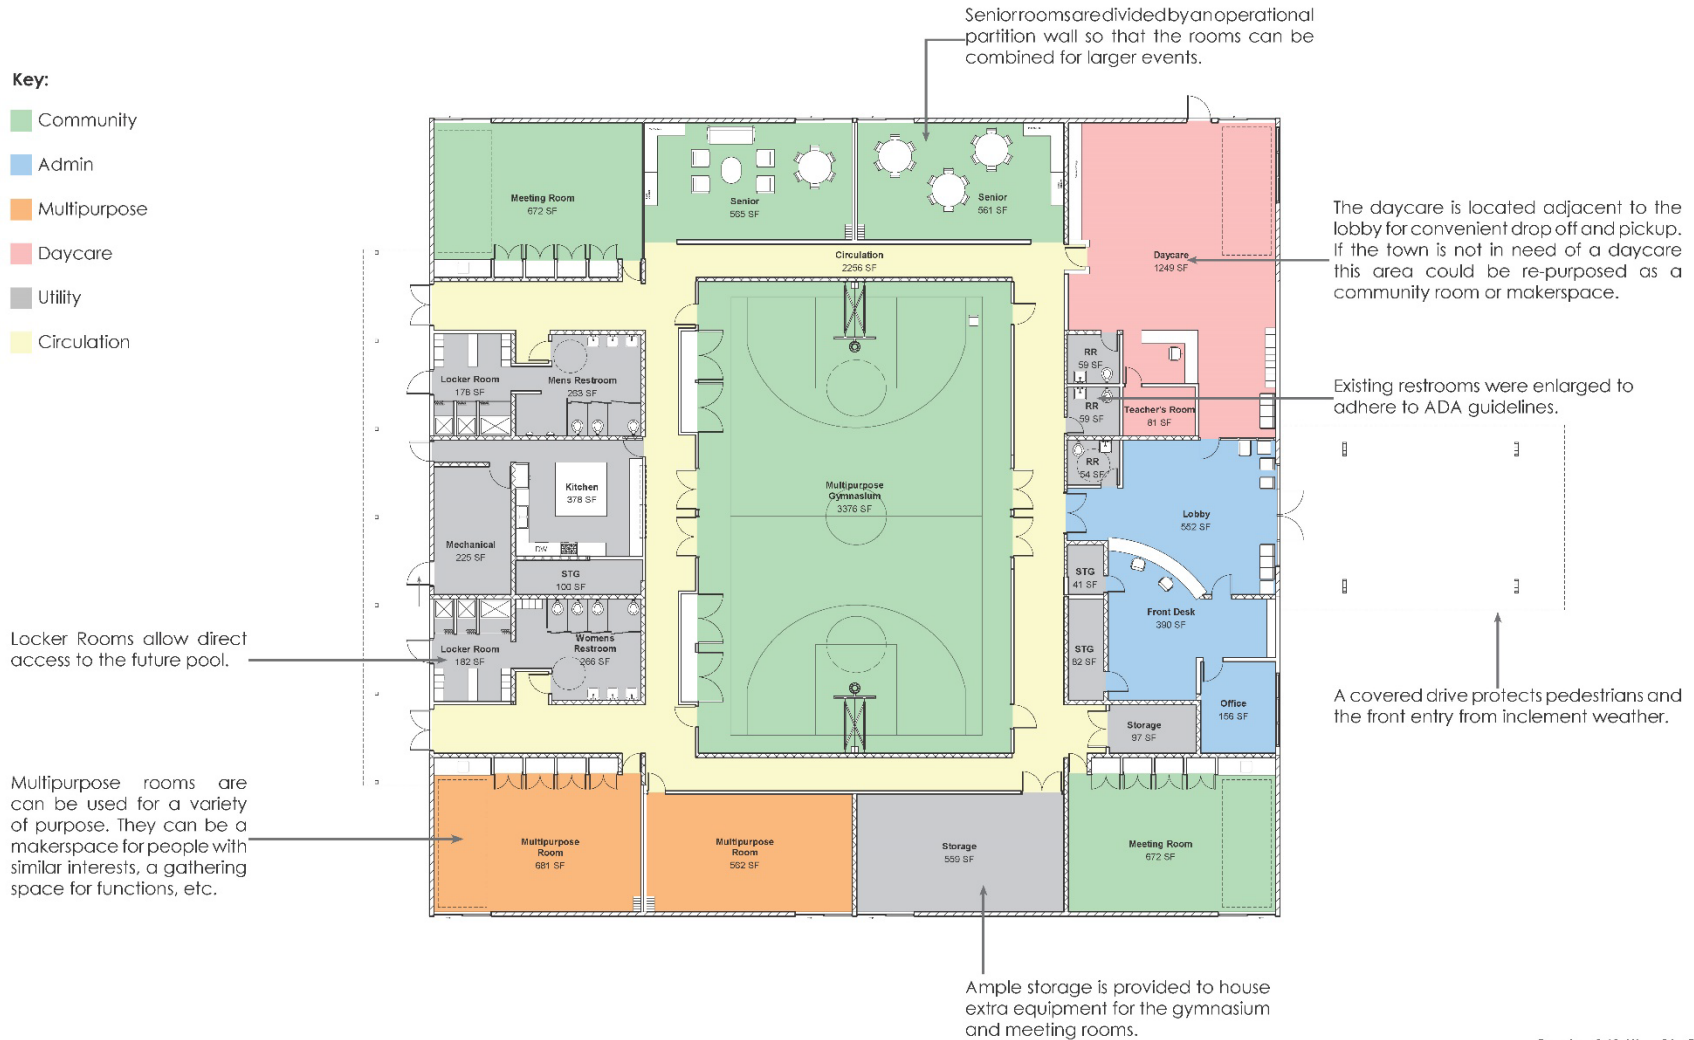 Senior rooms are divided by an operational
partition wall so that the rooms can be
combined for larger events.
Key:
Community
Admin
Multipurpose
Daycare
Utility
Circulation
Meeting Room
672 SF
Senior
565 SF
Senior
561 SF
Daycare
1249 SF
Circulation
2256 SF
The daycare is located adjacent to the
lobby for convenient drop off and pickup.
If the town is not in need of a daycare
this area could be re-purposed as a
community room or makerspace.
Locker Room
178 SF
Mens Restroom
263 SF
RR
59 SF
RR
59 SF
Teacher's Room
81 SF
Existing restrooms were enlarged to
adhere to ADA guidelines.
RR
54 SF
Kitchen
378 SF
DW
Multipurpose
Gymnasium
3376 SF
Lobby
552 SF
Mechanical
225 SF
STG
100 SF
STG
41 SF
Front Desk
390 SF
Locker Rooms allow direct
access to the future pool.
Locker Room
182 SF
Womens
Restroom
266 SF
STG
82 SF
Office
156 SF
Storage
97 SF
A covered drive protects pedestrians and
the front entry from inclement weather.
Multipurpose rooms are
can be used for a variety
of purpose. They can be a
makerspace for people with
similar interests, a gathering
space for functions, etc.
Multipurpose
Room
681 SF
Multipurpose
Room
562 SF
Storage
559 SF
Meeting Room
672 SF
Ample storage is provided to house
extra equipment for the gymnasium
and meeting rooms.